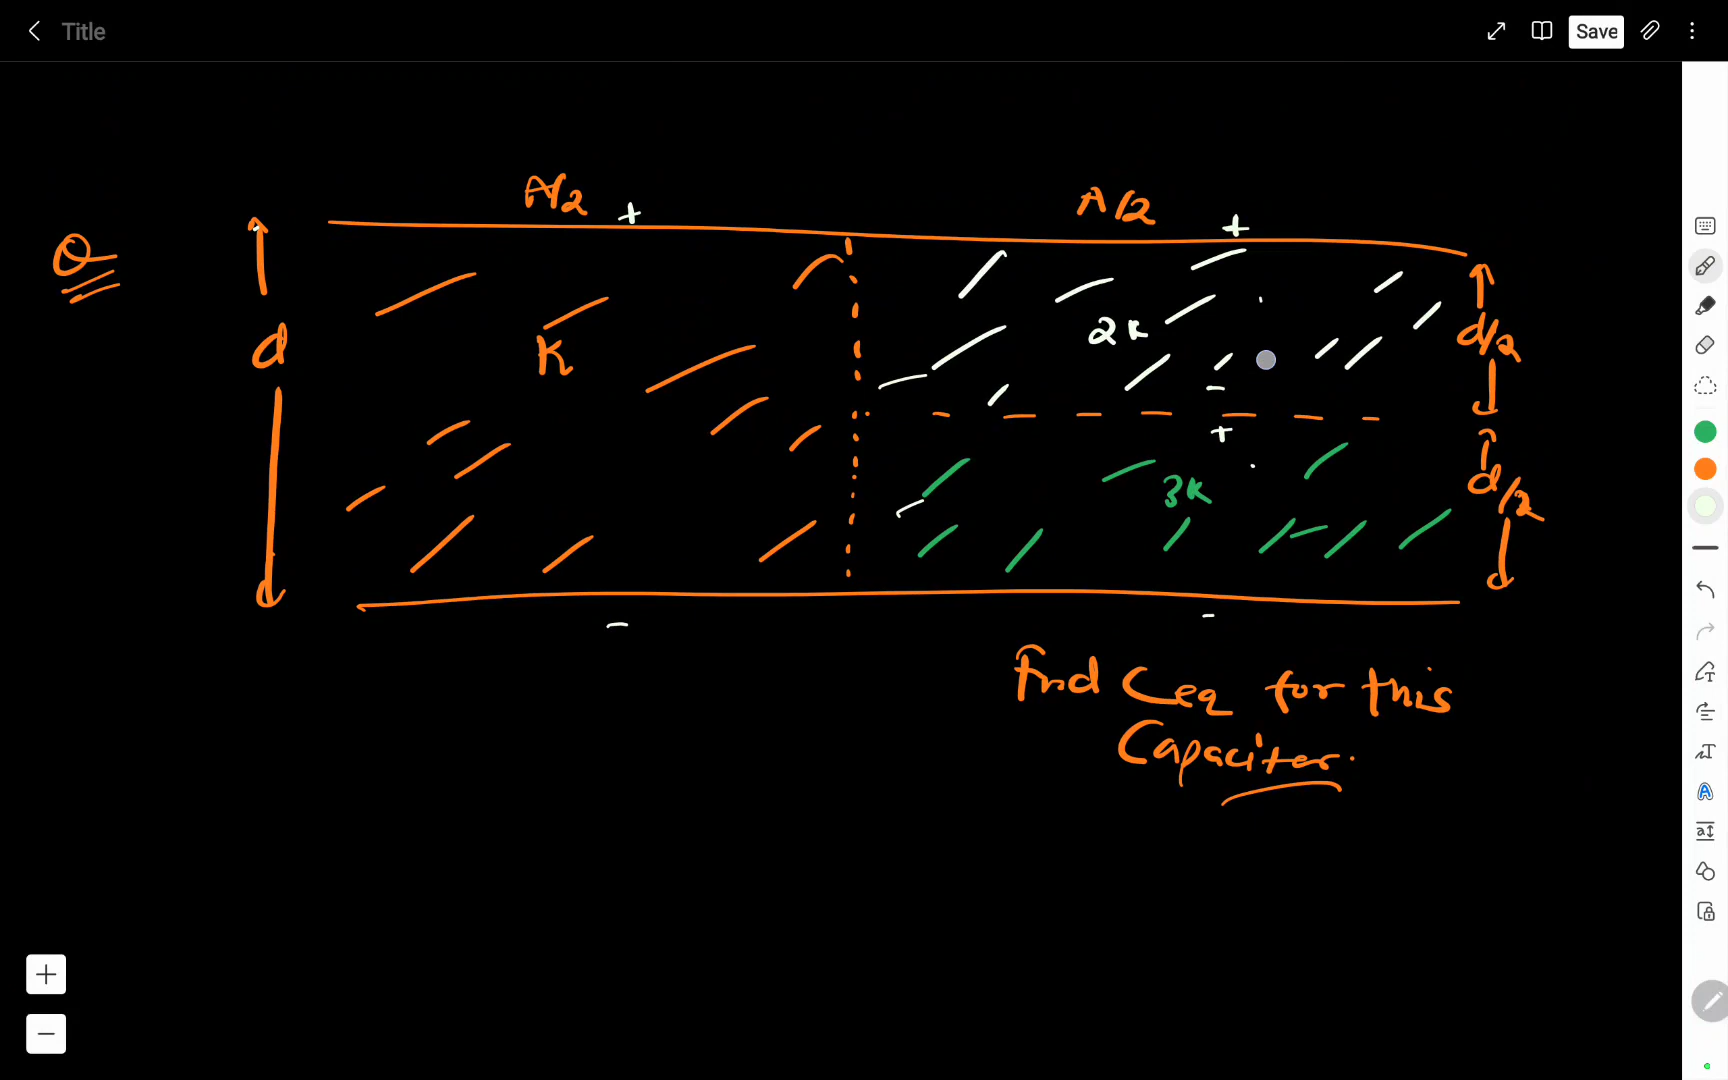 Title
Save
A/2 + A/2 +
Q
d K 2K d/2
-
+
3K d/2
- -
Find Ceq for this
Capacitor.